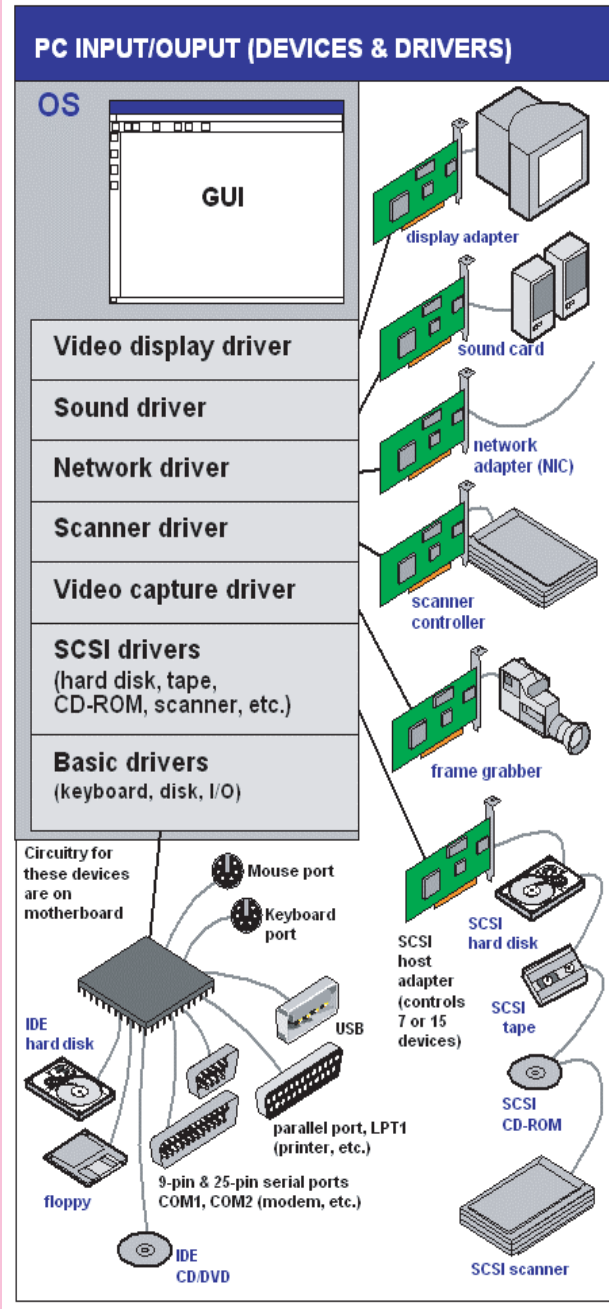 PC INPUT/OUPUT (DEVICES & DRIVERS)
OS
GUI
display adapter
Video display driver
sound card
Sound driver
network
adapter (NIC)
Network driver
Scanner driver
scanner
controller
Video capture driver
SCSI drivers
(hard disk, tape,
CD-ROM, scanner, etc.)
frame grabber
Basic drivers
(keyboard, disk, I/O)
Circuitry for
these devices
are on
motherboard
Mouse port
Keyboard
port
SCSI
hard disk
SCSI
host
adapter
(controls
7 or 15
devices)
USB
SCSI
tape
IDE
hard disk
parallel port, LPT1
(printer, etc.)
SCSI
CD-ROM
9-pin & 25-pin serial ports
COM1, COM2 (modem, etc.)
floppy
IDE
CD/DVD
SCSI scanner